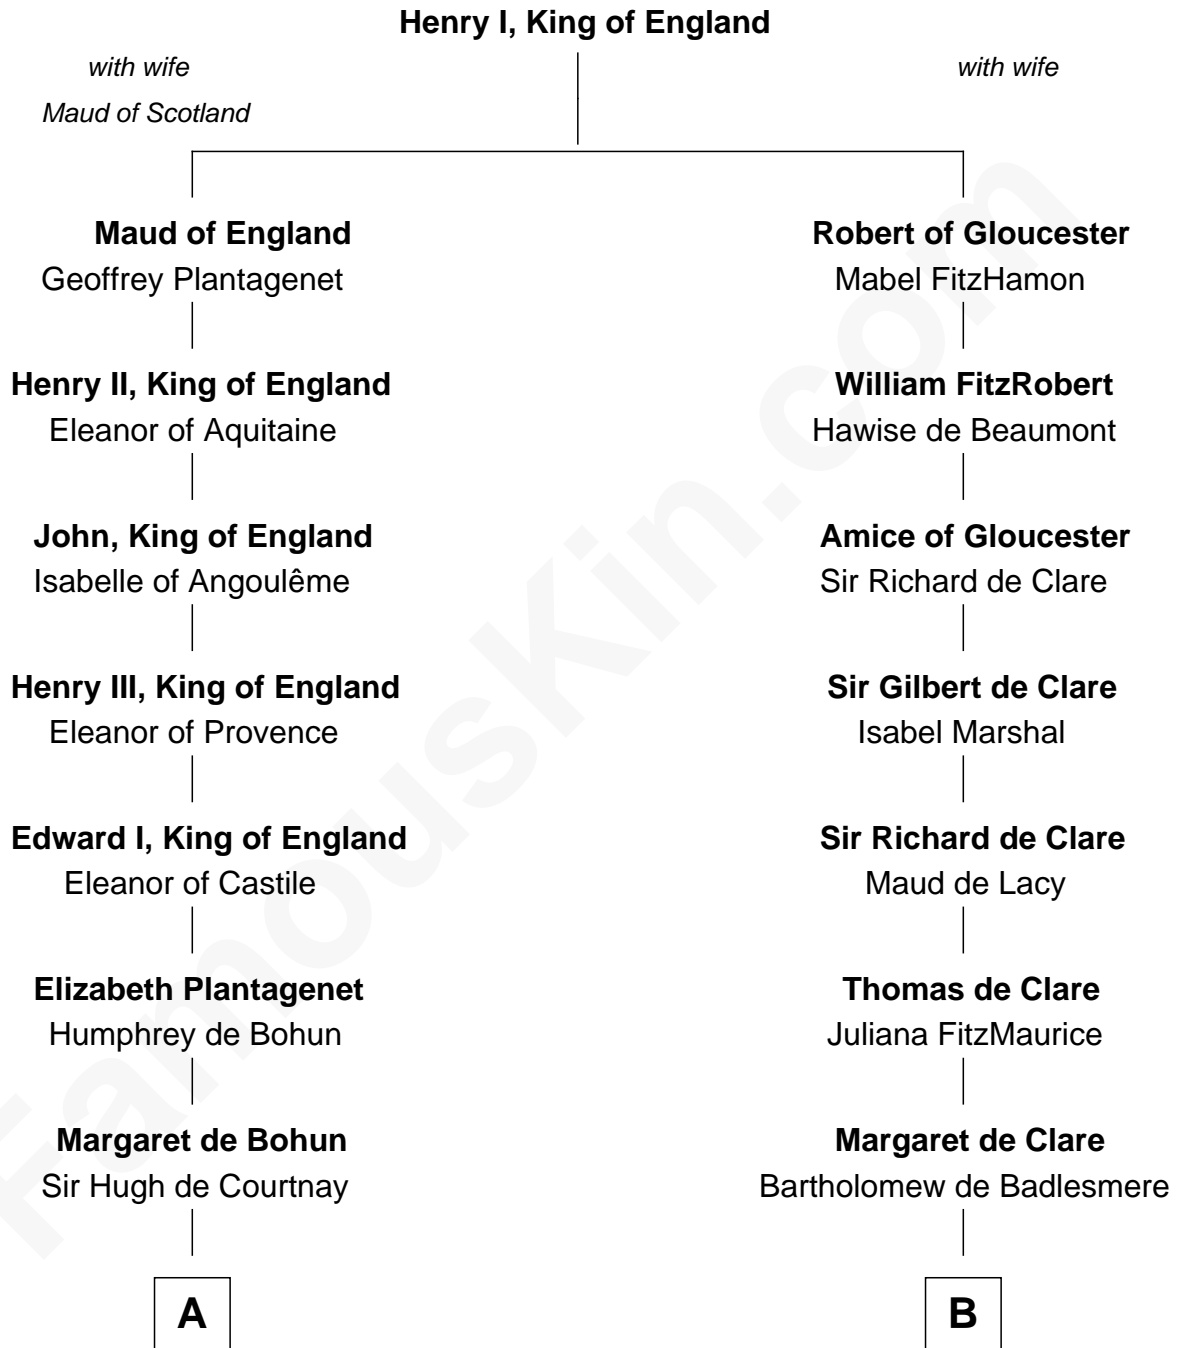 Henry I, King of England
with wife
Maud of Scotland
with wife
Maud of England
Geoffrey Plantagenet
Robert of Gloucester
Mabel FitzHamon
Henry II, King of England
Eleanor of Aquitaine
William FitzRobert
Hawise de Beaumont
John, King of England
Isabelle of Angoulême
Amice of Gloucester
Sir Richard de Clare
Henry III, King of England
Eleanor of Provence
Sir Gilbert de Clare
Isabel Marshal
Edward I, King of England
Eleanor of Castile
Sir Richard de Clare
Maud de Lacy
Elizabeth Plantagenet
Humphrey de Bohun
Thomas de Clare
Juliana FitzMaurice
Margaret de Bohun
Sir Hugh de Courtnay
Margaret de Clare
Bartholomew de Badlesmere
A
B
FamousKin.com